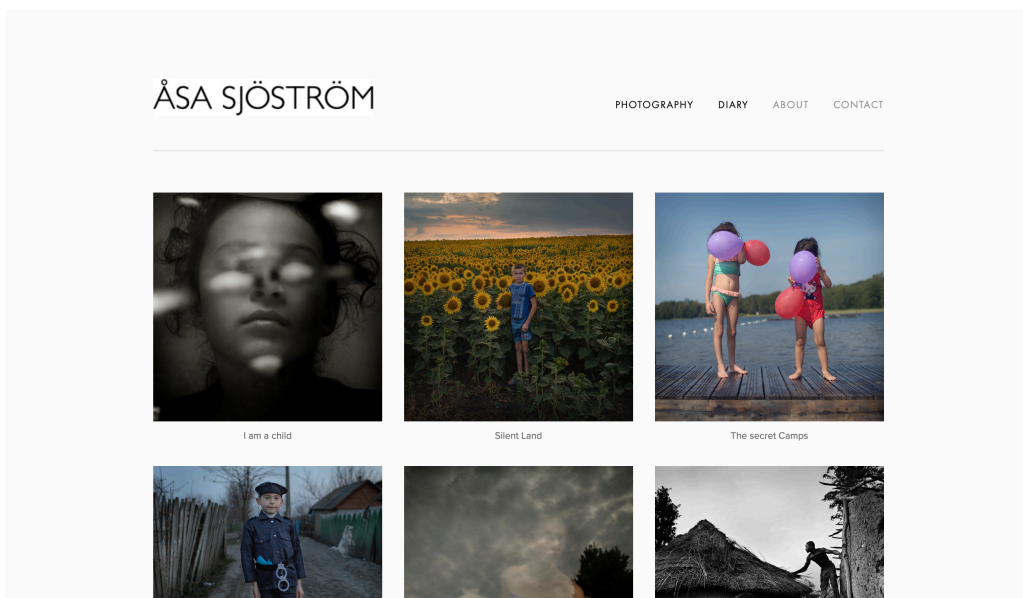 ÅSA SJÖSTRÖM
PHOTOGRAPHY DIARY ABOUT CONTACT
I am a child
Silent Land
The secret Camps